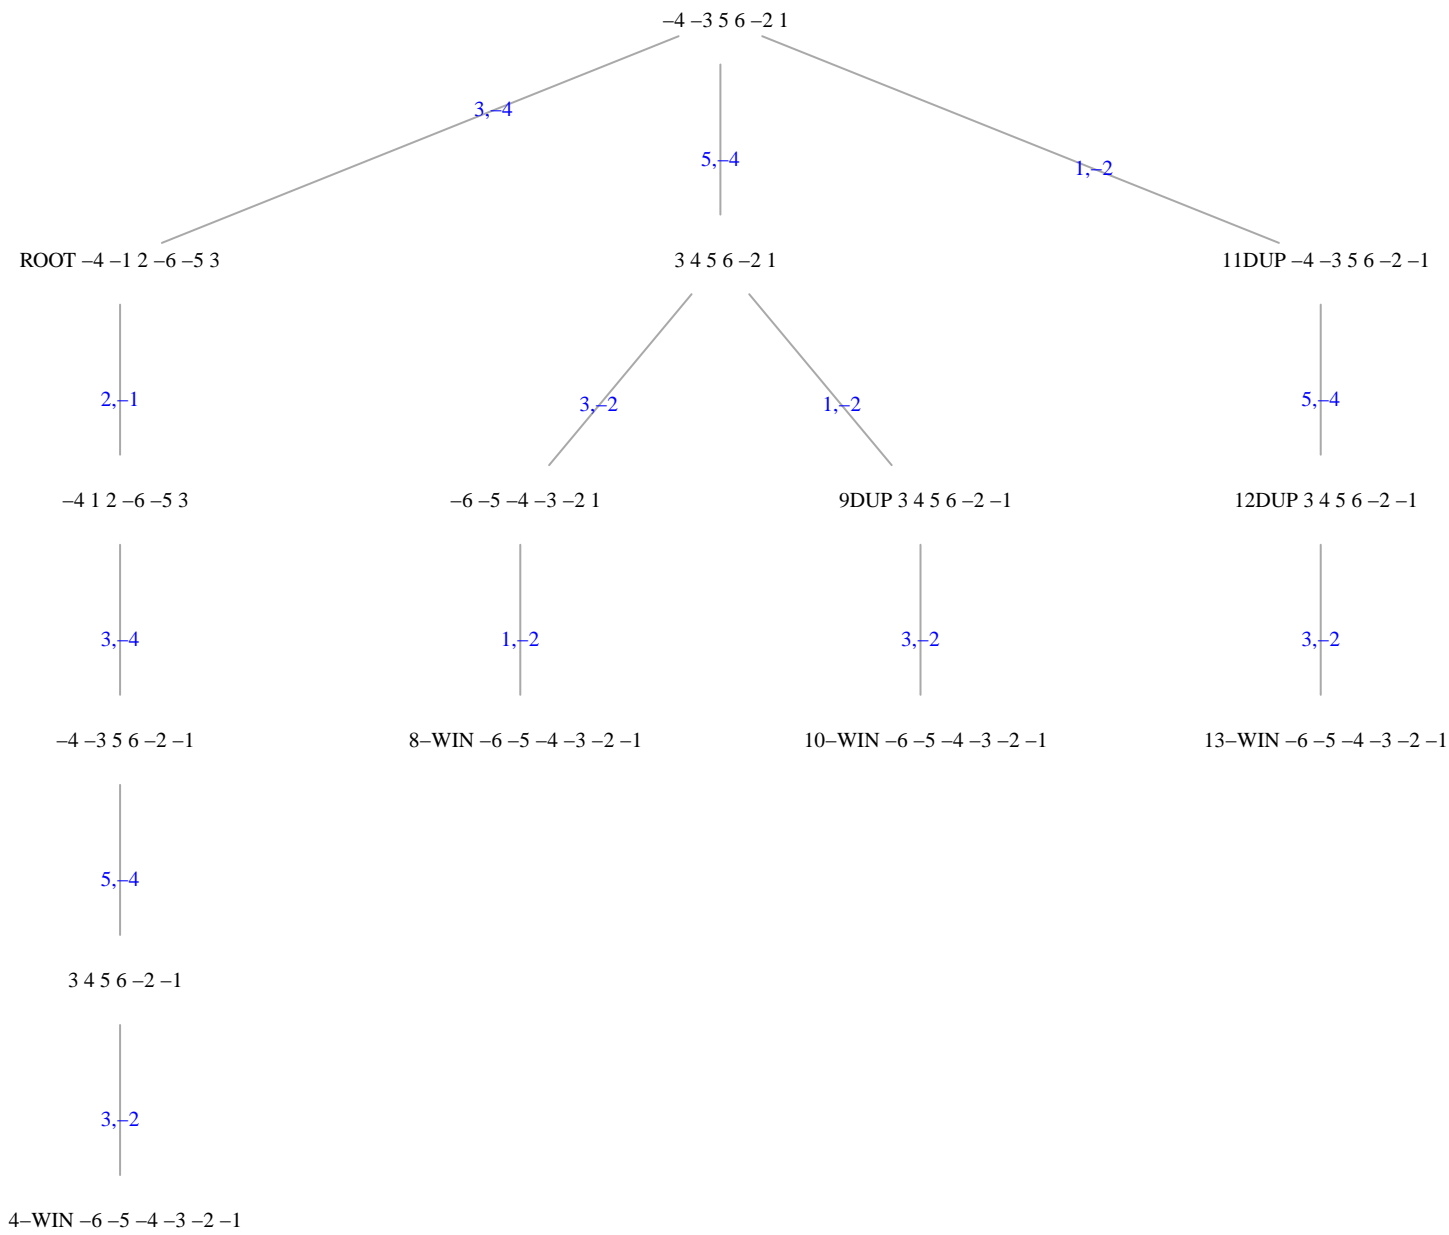 –4 –3 5 6 –2 1
3,–4
5,–4
1,–2
ROOT –4 –1 2 –6 –5 3
3 4 5 6 –2 1
11DUP –4 –3 5 6 –2 –1
2,–1
3,–2
1,–2
5,–4
–4 1 2 –6 –5 3
–6 –5 –4 –3 –2 1
9DUP 3 4 5 6 –2 –1
12DUP 3 4 5 6 –2 –1
3,–4
1,–2
3,–2
3,–2
–4 –3 5 6 –2 –1
8–WIN –6 –5 –4 –3 –2 –1
10–WIN –6 –5 –4 –3 –2 –1
13–WIN –6 –5 –4 –3 –2 –1
5,–4
3 4 5 6 –2 –1
3,–2
4–WIN –6 –5 –4 –3 –2 –1